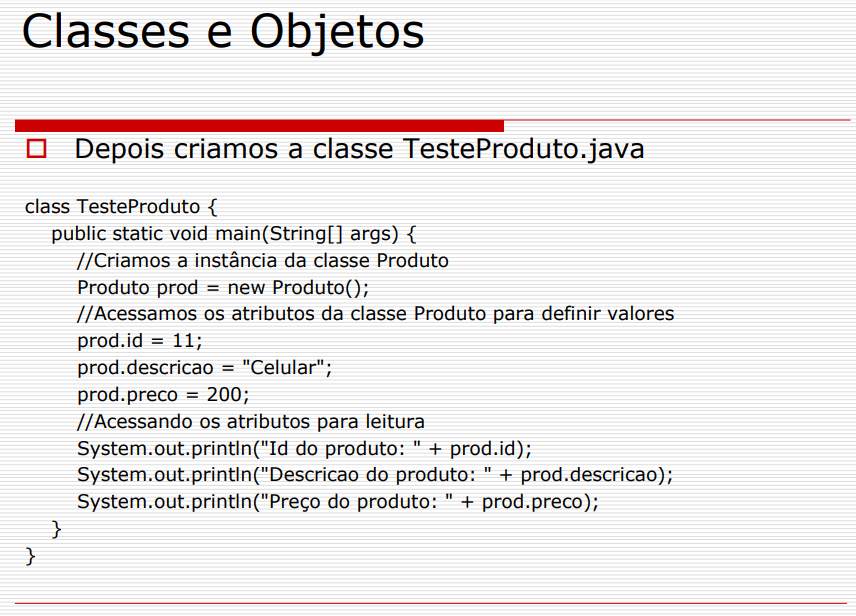 Classes e Objetos
Depois criamos a classe TesteProduto.java
class TesteProduto {
public static void main(String[] args) {
//Criamos a instância da classe Produto
Produto prod = new Produto();
//Acessamos os atributos da classe Produto para definir valores
prod.id = 11;
prod.descricao = "Celular";
prod.preco = 200;
//Acessando os atributos para leitura
System.out.println("Id do produto: " + prod.id);
System.out.println("Descricao do produto: " + prod.descricao);
System.out.println("Preço do produto: " + prod.preco);
}
}